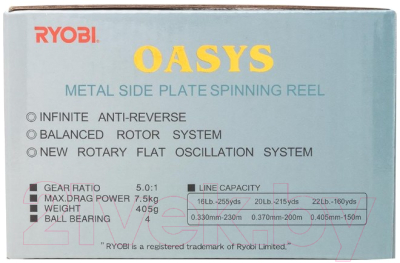 RYOBI.
OASYS
METAL SIDE PLATE SPINNING REEL
◎ INFINITE ANTI-REVERSE
◎ BALANCED ROTOR SYSTEM
◎ NEW ROTARY FLAT OSCILLATION SYSTEM
■ GEAR RATIO 5.0:1
■ MAX.DRAG POWER 7.5kg
■ WEIGHT 405g
■ BALL BEARING 4
■ LINE CAPACITY
16Lb.-255yds 20Lb.-215yds 22Lb.-160yds
0.330mm-230m 0.370mm-200m 0.405mm-150m
"RYOBI is a registered trademark of Ryobi Limited."